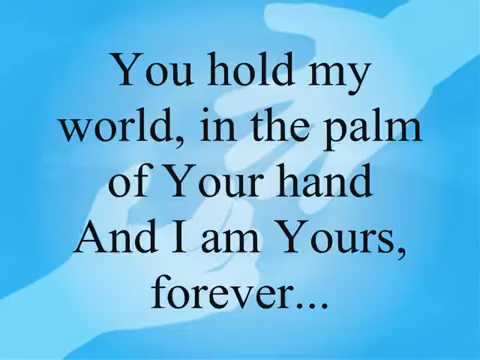 You hold my
world, in the palm
of Your hand
And I am Yours,
forever...